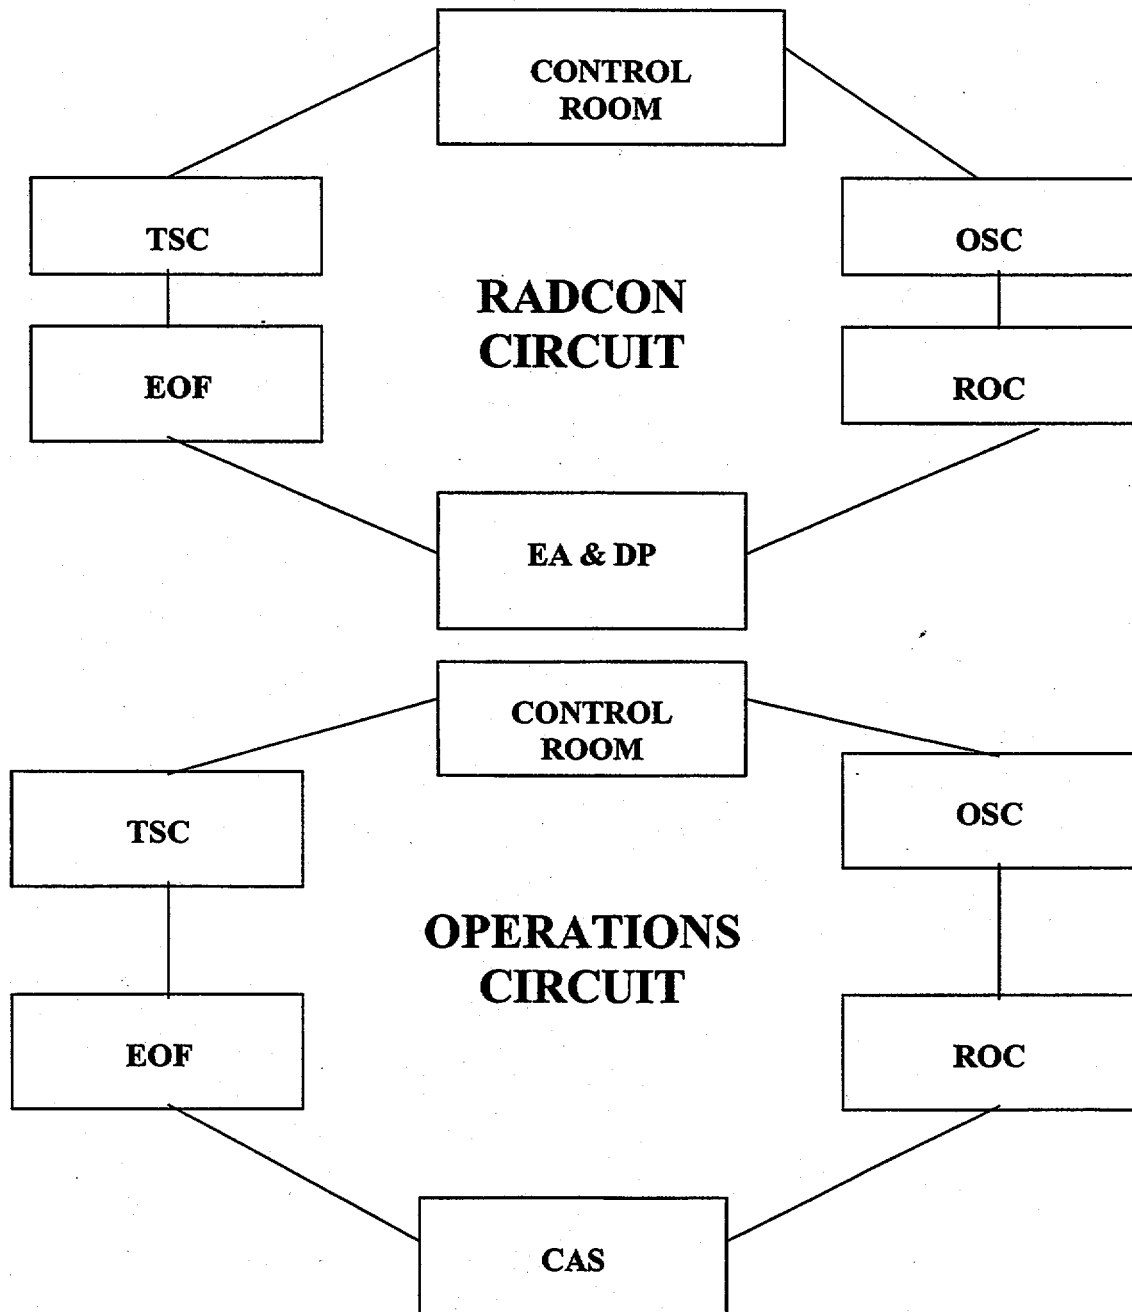 CONTROL
ROOM
TSC
OSC
RADCON
CIRCUIT
EOF
ROC
EA & DP
CONTROL
ROOM
TSC
OSC
OPERATIONS
CIRCUIT
EOF
ROC
CAS